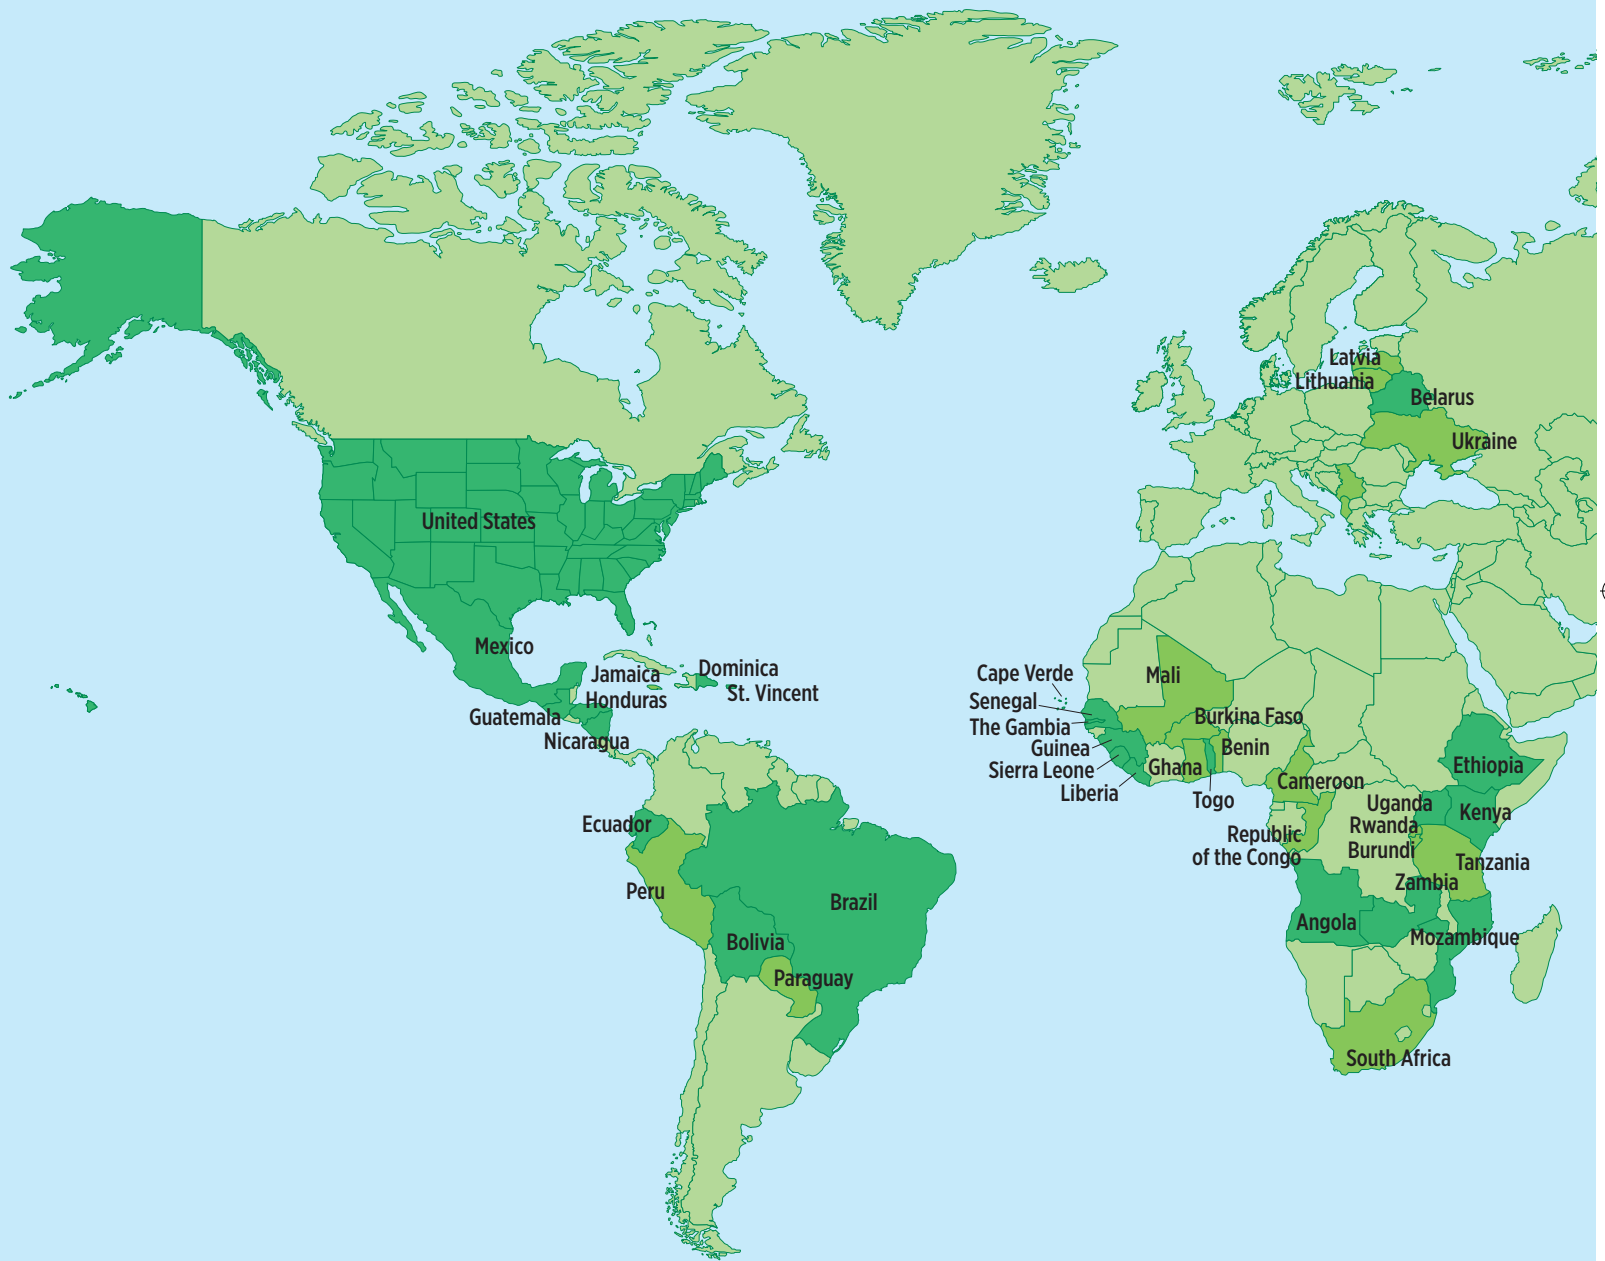 Latvia
Lithuania
Belarus
Ukraine
United States
Mexico
Jamaica
Dominica
Honduras
St. Vincent
Guatemala
Nicaragua
Cape Verde
Mali
Senegal
The Gambia
Burkina Faso
Guinea
Benin
Sierra Leone
Ghana
Liberia
Togo
Cameroon
Ethiopia
Uganda
Kenya
Ecuador
Rwanda
Republic
of the Congo
Burundi
Tanzania
Peru
Zambia
Brazil
Angola
Mozambique
Bolivia
Paraguay
South Africa